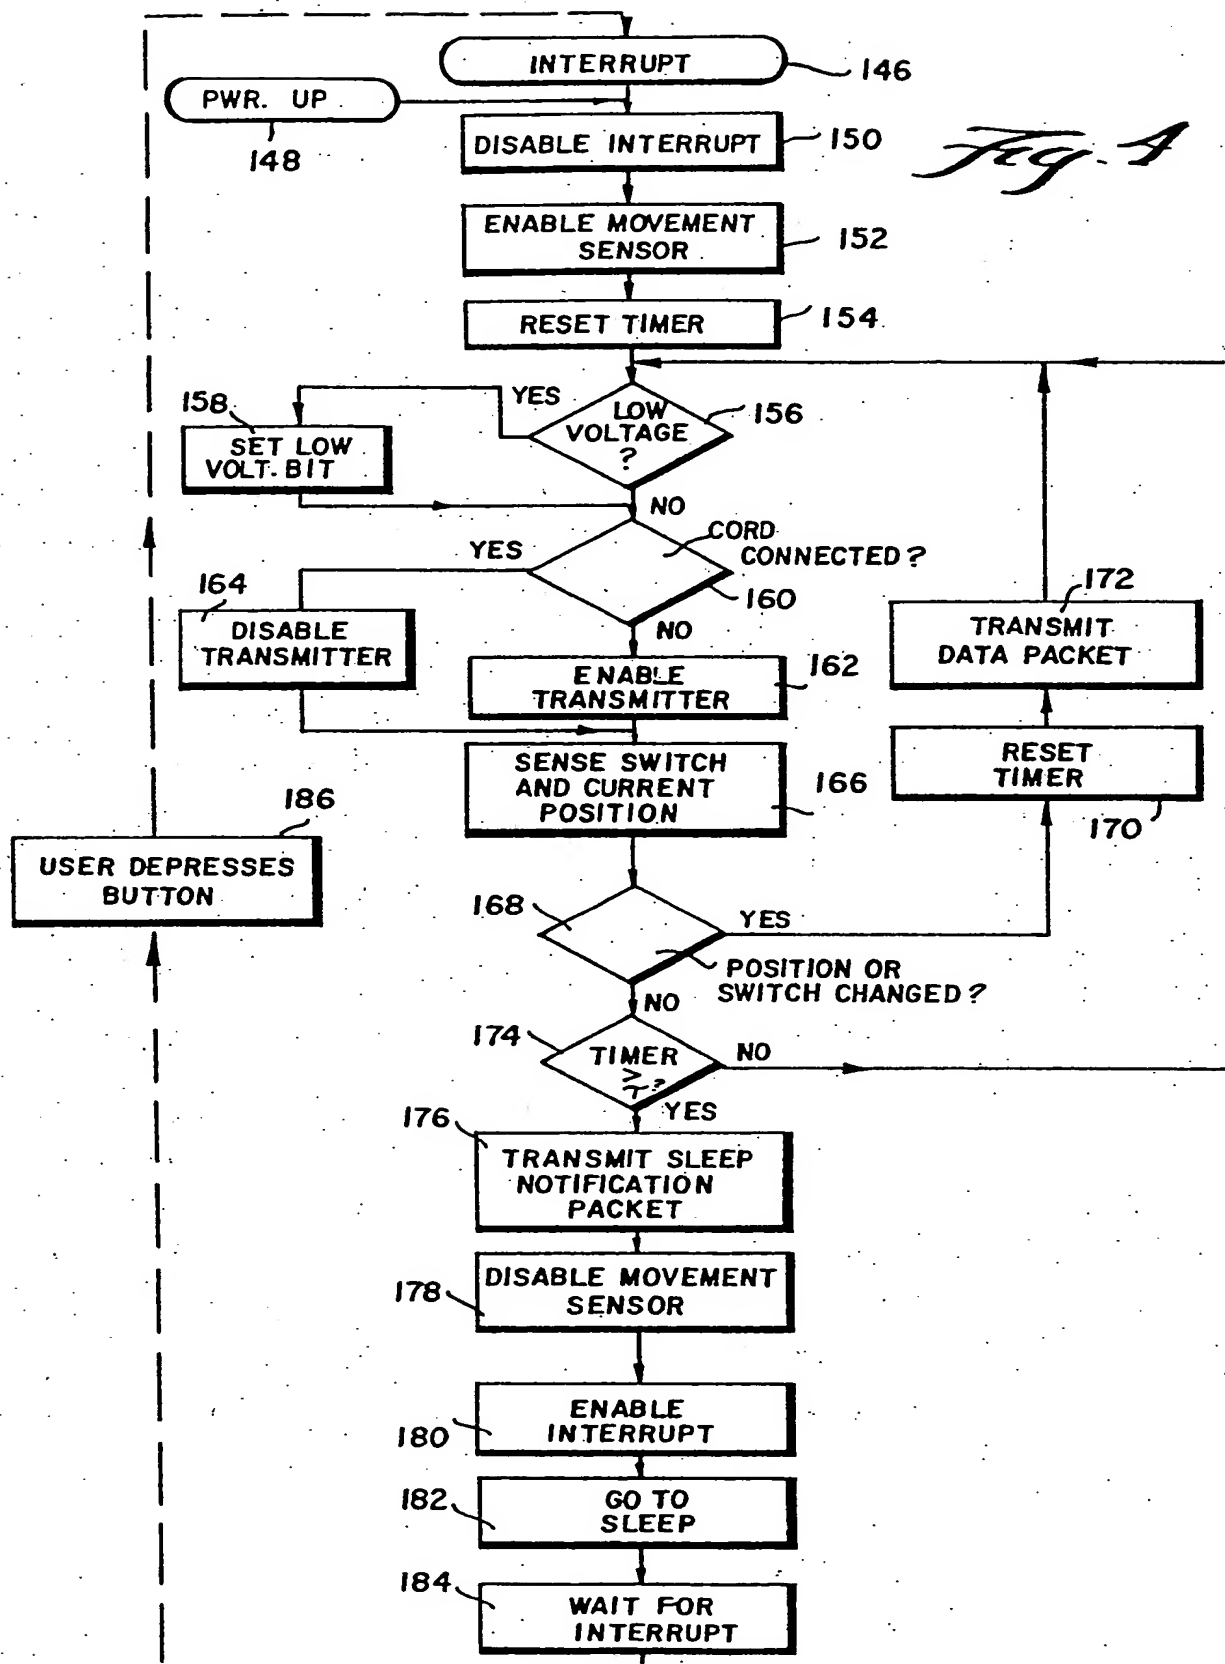 INTERRUPT
146
PWR. UP
148
DISABLE INTERRUPT
150
Fig. 4
ENABLE MOVEMENT
SENSOR
152
RESET TIMER
154
YES
LOW
VOLTAGE
?
156
158
SET LOW
VOLT. BIT
NO
CORD
CONNECTED?
YES
160
164
DISABLE
TRANSMITTER
NO
172
TRANSMIT
DATA PACKET
ENABLE
TRANSMITTER
162
SENSE SWITCH
AND CURRENT
POSITION
166
RESET
TIMER
170
186
USER DEPRESSES
BUTTON
168
YES
POSITION OR
SWITCH CHANGED?
NO
174
TIMER
≥
τ?
NO
YES
176
TRANSMIT SLEEP
NOTIFICATION
PACKET
178
DISABLE MOVEMENT
SENSOR
180
ENABLE
INTERRUPT
182
GO TO
SLEEP
184
WAIT FOR
INTERRUPT